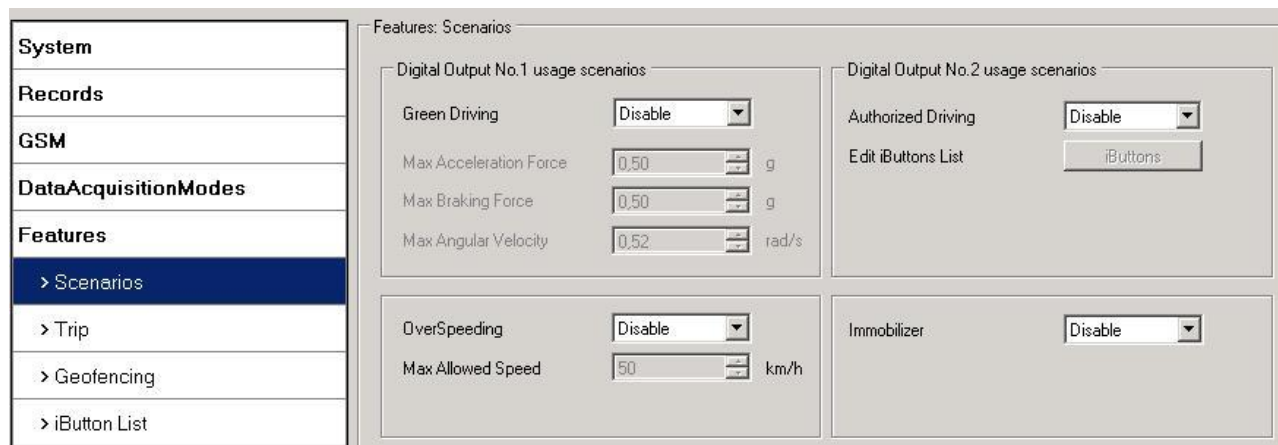 System
Records
GSM
DataAcquisitionModes
Features
> Scenarios
> Trip
> Geofencing
> iButton List
Features: Scenarios
Digital Output No.1 usage scenarios
Green Driving Disable
Max Acceleration Force 0,50 g
Max Braking Force 0,50 g
Max Angular Velocity 0,52 rad/s
Digital Output No.2 usage scenarios
Authorized Driving Disable
Edit iButtons List iButtons
OverSpeeding Disable
Max Allowed Speed 50 km/h
Immobilizer Disable